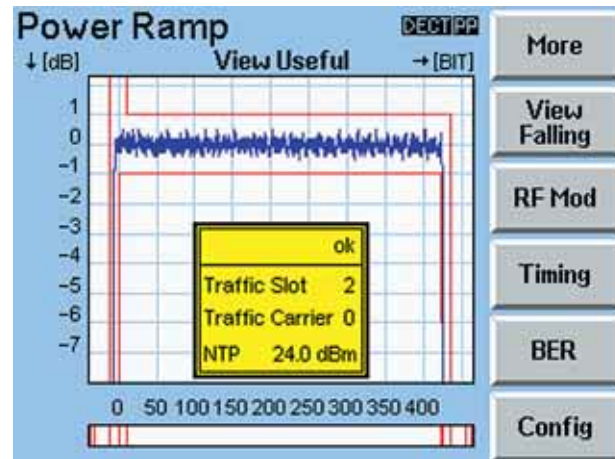 Power Ramp
DECT PP
↓ [dB]
View Useful
→ [BIT]
1
0
-1
-2
-3
-4
-5
-6
-7
ok
Traffic Slot 2
Traffic Carrier 0
NTP 24.0 dBm
0 50 100 150 200 250 300 350 400
More
View
Falling
RF Mod
Timing
BER
Config